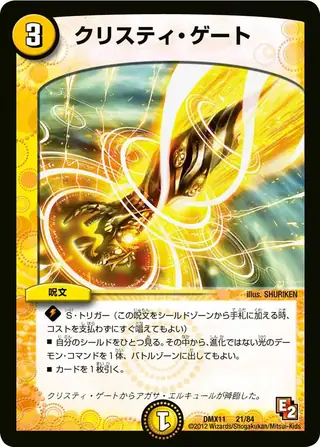 3
クリスティ・ゲート
Illus. SHURIKEN
呪文
S・トリガー（この呪文をシールドゾーンから手札に加える時、
コストを支払わずにすぐ唱えてもよい）
■ 自分のシールドをひとつ見る。その中から、進化ではない光のデー
モン・コマンドを1体、バトルゾーンに出してもよい。
■ カードを1枚引く。
クリスティ・ゲートからアガサ・エルキュールが降臨した。
DMX11 21/84
©2012 Wizards/Shogakukan/Mitsui-Kids
1
E2